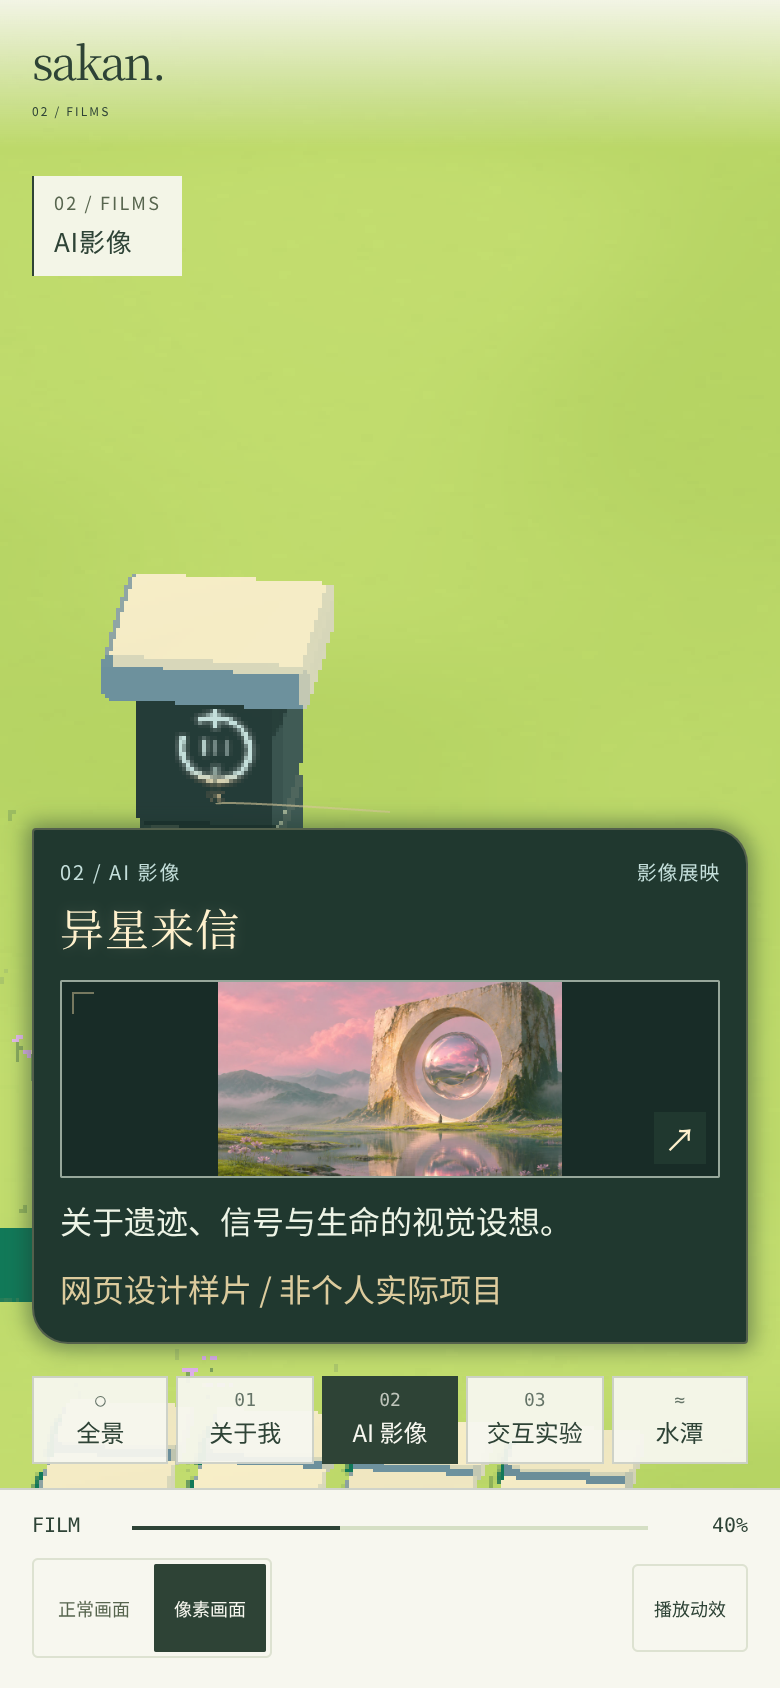 sakan.
02 / FILMS
02 / FILMS
AI影像
02 / AI 影像
影像展映
异星来信
关于遗迹、信号与生命的视觉设想。
网页设计样片 / 非个人实际项目
○
全景
01
关于我
02
AI 影像
03
交互实验
≈
水潭
FILM
40%
正常画面
像素画面
播放动效